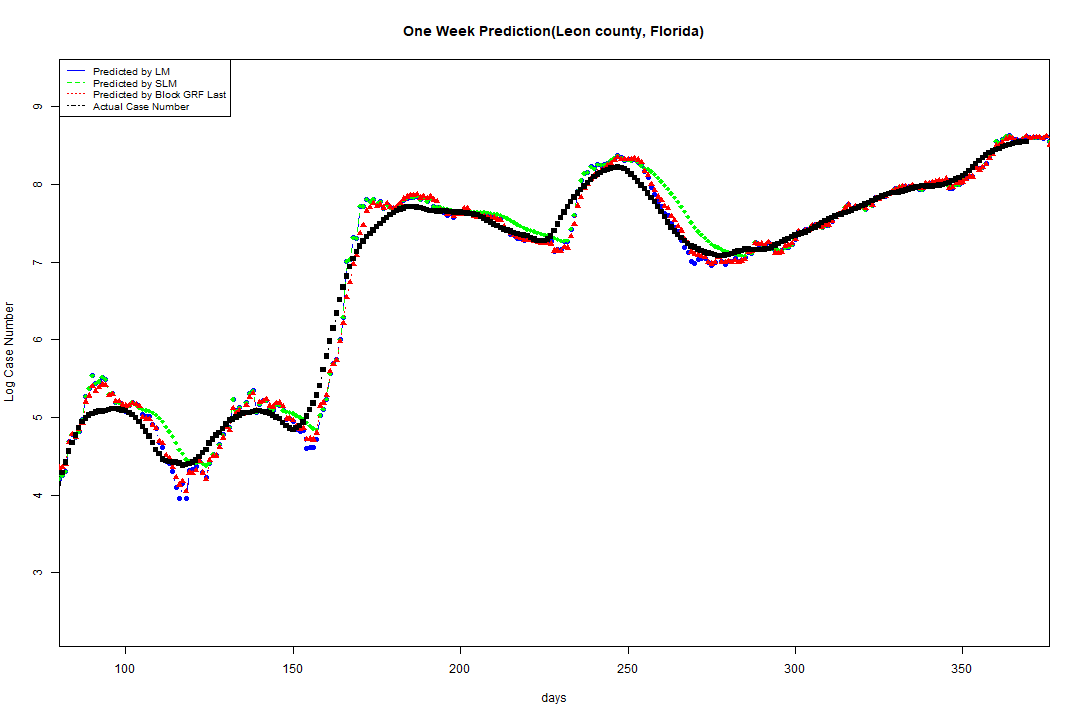 One Week Prediction(Leon county, Florida)
Predicted by LM
Predicted by SLM
Predicted by Block GRF Last
Actual Case Number
9
8
7
6
5
4
3
Log Case Number
100 150 200 250 300 350
days